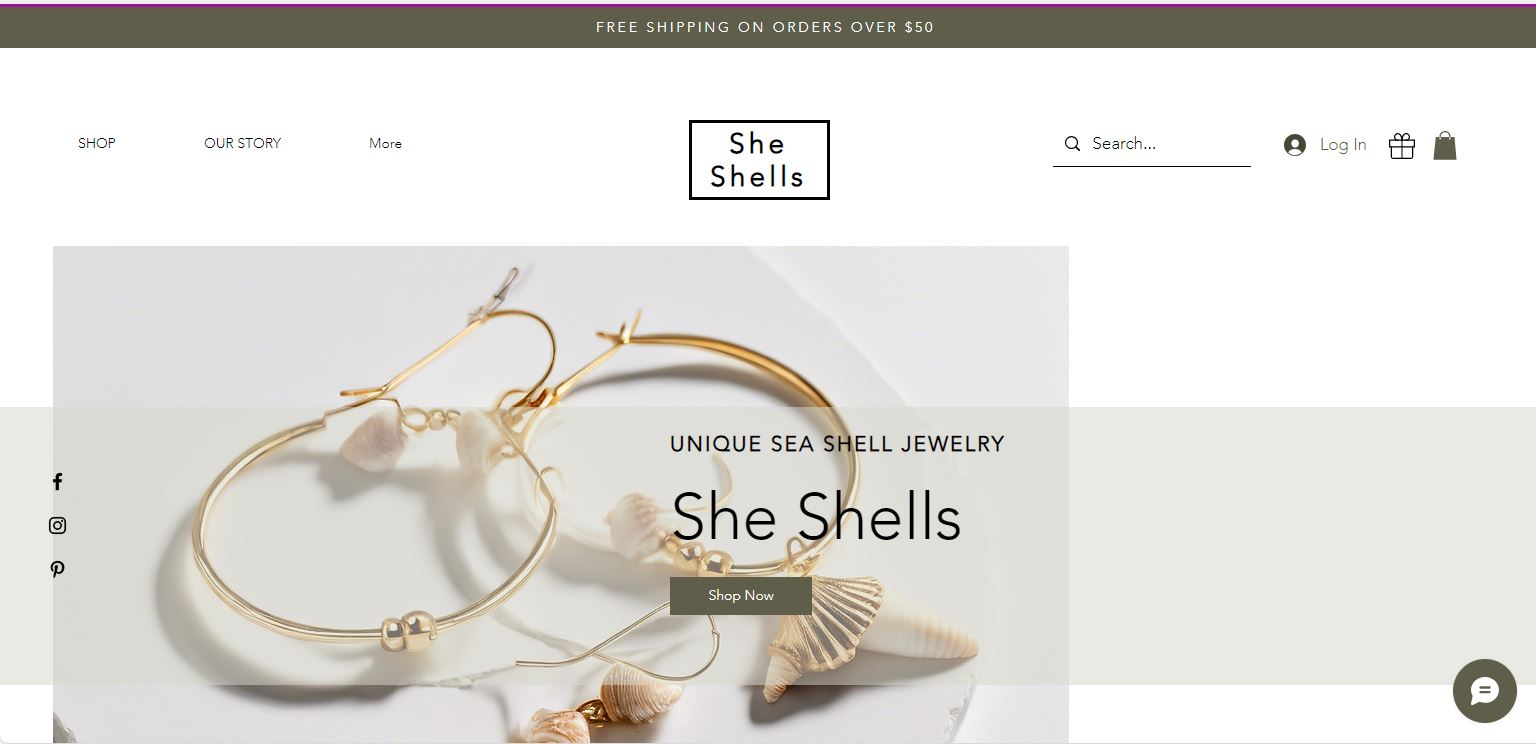 FREE SHIPPING ON ORDERS OVER $50
SHOP
OUR STORY
More
She
Shells
Search...
Log In
UNIQUE SEA SHELL JEWELRY
She Shells
Shop Now